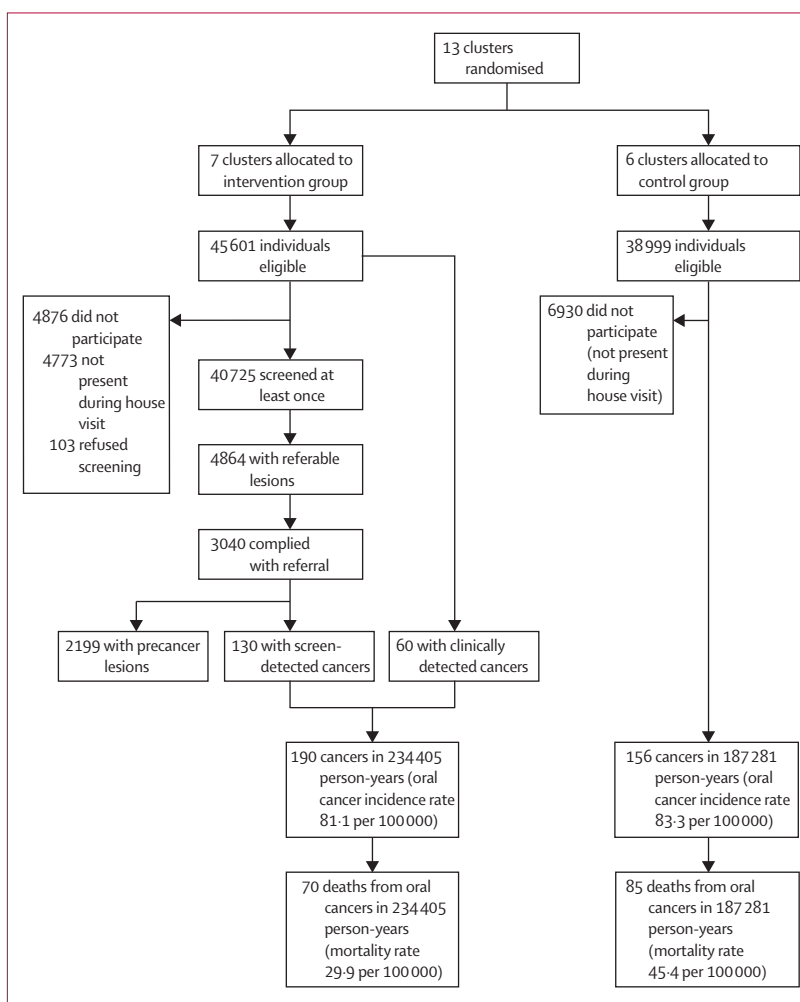 13 clusters
randomised
7 clusters allocated to
intervention group
6 clusters allocated to
control group
45 601 individuals
eligible
38 999 individuals
eligible
4876 did not
participate
4773 not
present
during house
visit
103 refused
screening
6930 did not
participate
(not present
during
house visit)
40 725 screened at
least once
4864 with referable
lesions
3040 complied
with referral
2199 with precancer
lesions
130 with screen-
detected cancers
60 with clinically
detected cancers
190 cancers in 234 405
person-years (oral
cancer incidence rate
81·1 per 100 000)
156 cancers in 187 281
person-years (oral
cancer incidence rate
83·3 per 100 000)
70 deaths from oral
cancers in 234 405
person-years
(mortality rate
29·9 per 100 000)
85 deaths from oral
cancers in 187 281
person-years
(mortality rate
45·4 per 100 000)